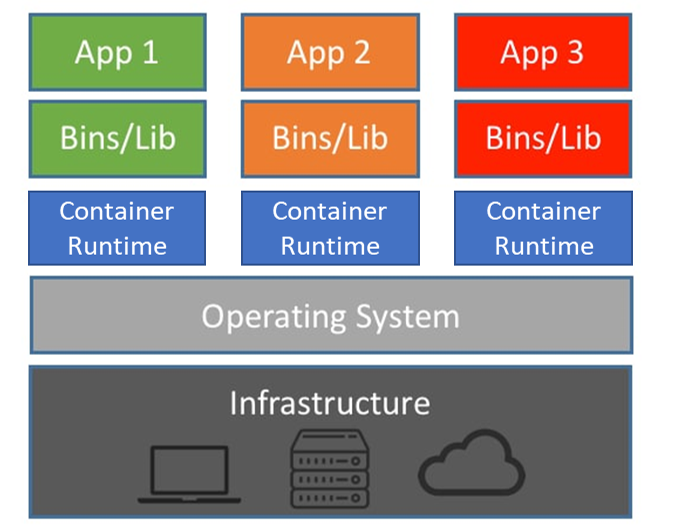 App 1 App 2 App 3
Bins/Lib Bins/Lib Bins/Lib
Container Container Container
Runtime Runtime Runtime
Operating System
Infrastructure